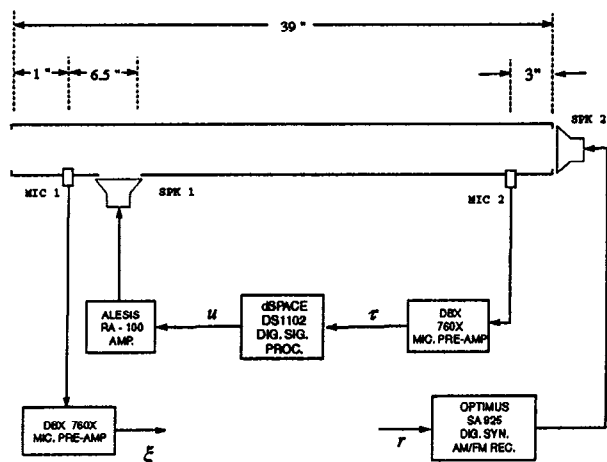 39 "
1 "
6.5 "
3"
SPK 2
MIC 1
SPK 1
MIC 2
ALESIS
RA - 100
AMP.
u
dSPACE
DS1102
DIG. SIG.
PROC.
τ
DBX
760X
MIC. PRE-AMP
DBX 760X
MIC. PRE-AMP
ξ
r
OPTIMUS
SA 925
DIG. SYN.
AM/FM REC.